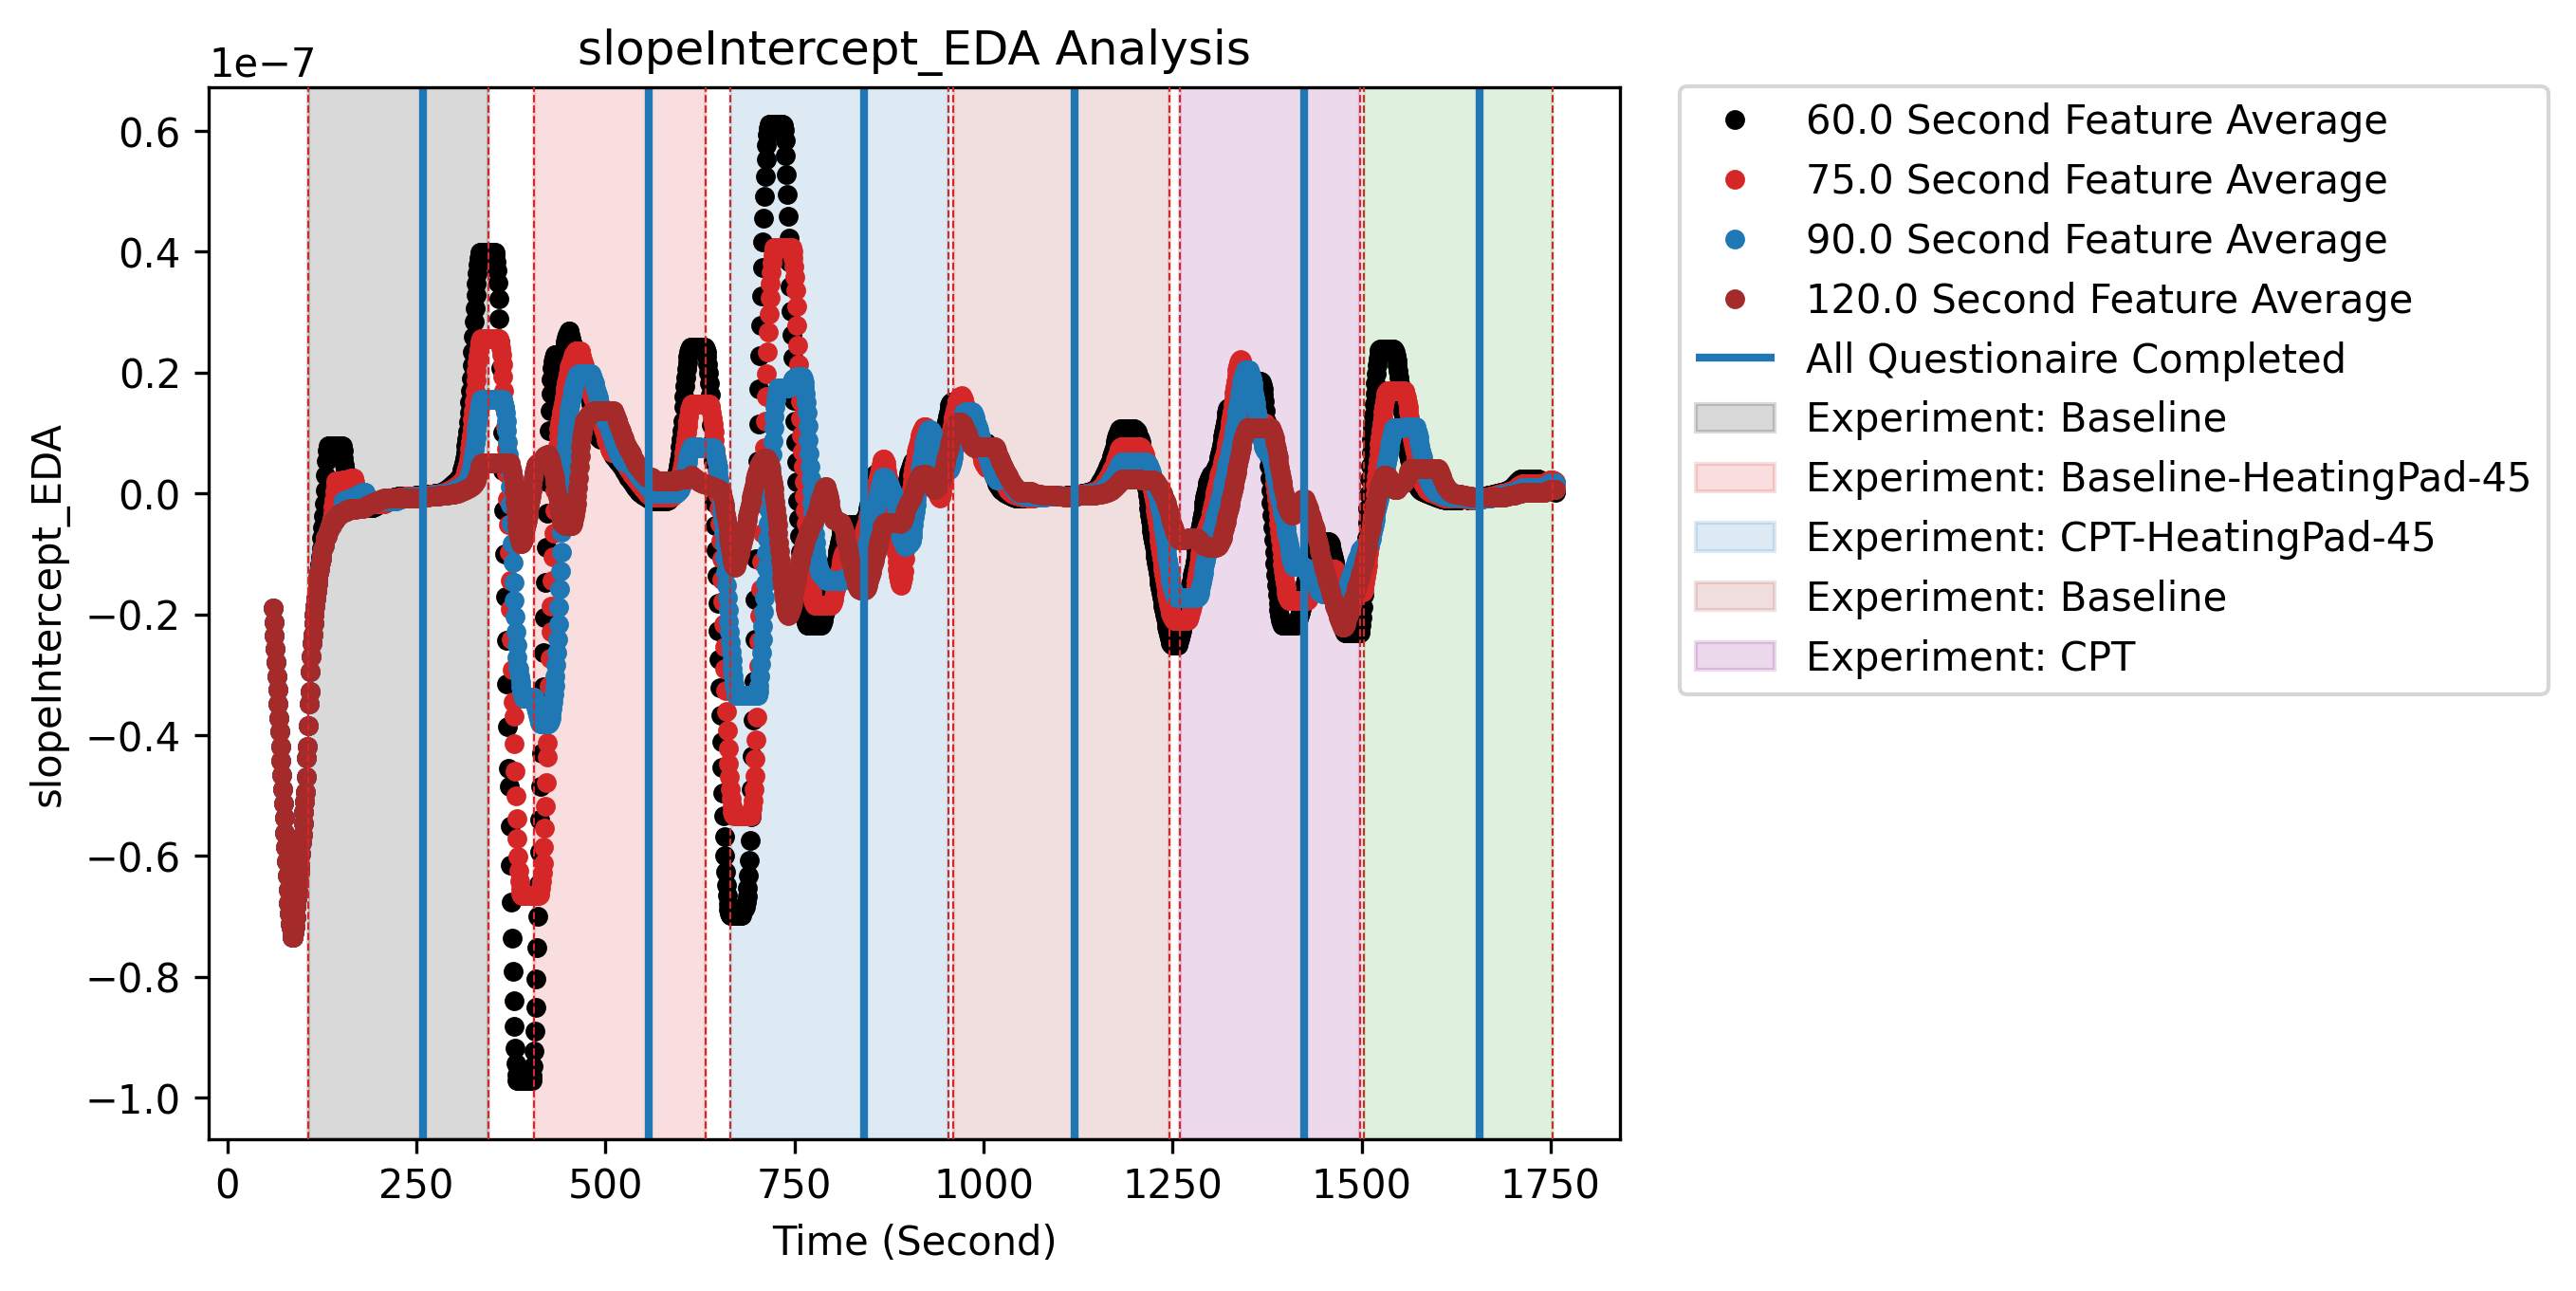 slopeIntercept_EDA Analysis
1e−7
0.6
0.4
0.2
0.0
−0.2
−0.4
−0.6
−0.8
−1.0
slopeIntercept_EDA
0 250 500 750 1000 1250 1500 1750
Time (Second)
60.0 Second Feature Average
75.0 Second Feature Average
90.0 Second Feature Average
120.0 Second Feature Average
All Questionaire Completed
Experiment: Baseline
Experiment: Baseline-HeatingPad-45
Experiment: CPT-HeatingPad-45
Experiment: Baseline
Experiment: CPT